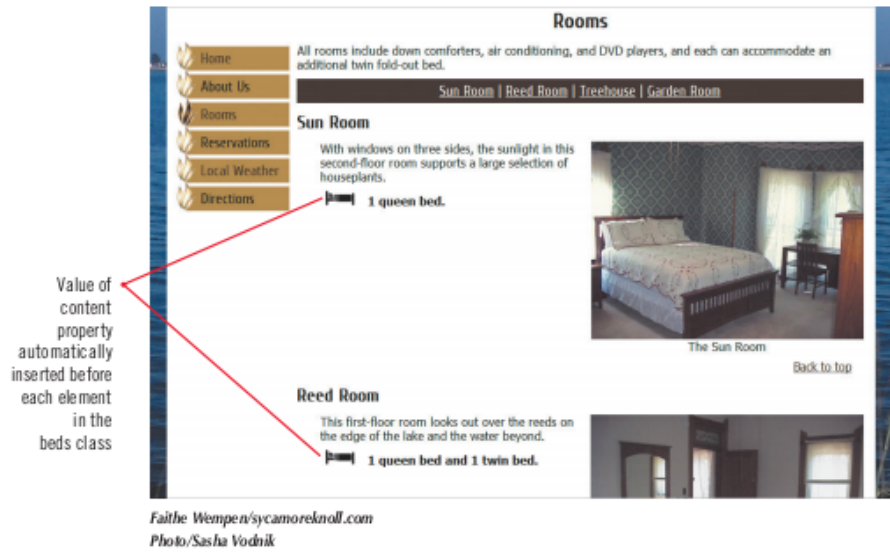 Rooms
Home
About Us
Rooms
Reservations
Local Weather
Directions
All rooms include down comforters, air conditioning, and DVD players, and each can accommodate an
additional twin fold-out bed.
Sun Room | Reed Room | Treehouse | Garden Room
Sun Room
With windows on three sides, the sunlight in this
second-floor room supports a large selection of
houseplants.
1 queen bed.
The Sun Room
Back to top
Reed Room
This first-floor room looks out over the reeds on
the edge of the lake and the water beyond.
1 queen bed and 1 twin bed.
Value of
content
property
automatically
inserted before
each element
in the
beds class
Faithe Wempen/sycamoreknoll.com
Photo/Sasha Vodnik